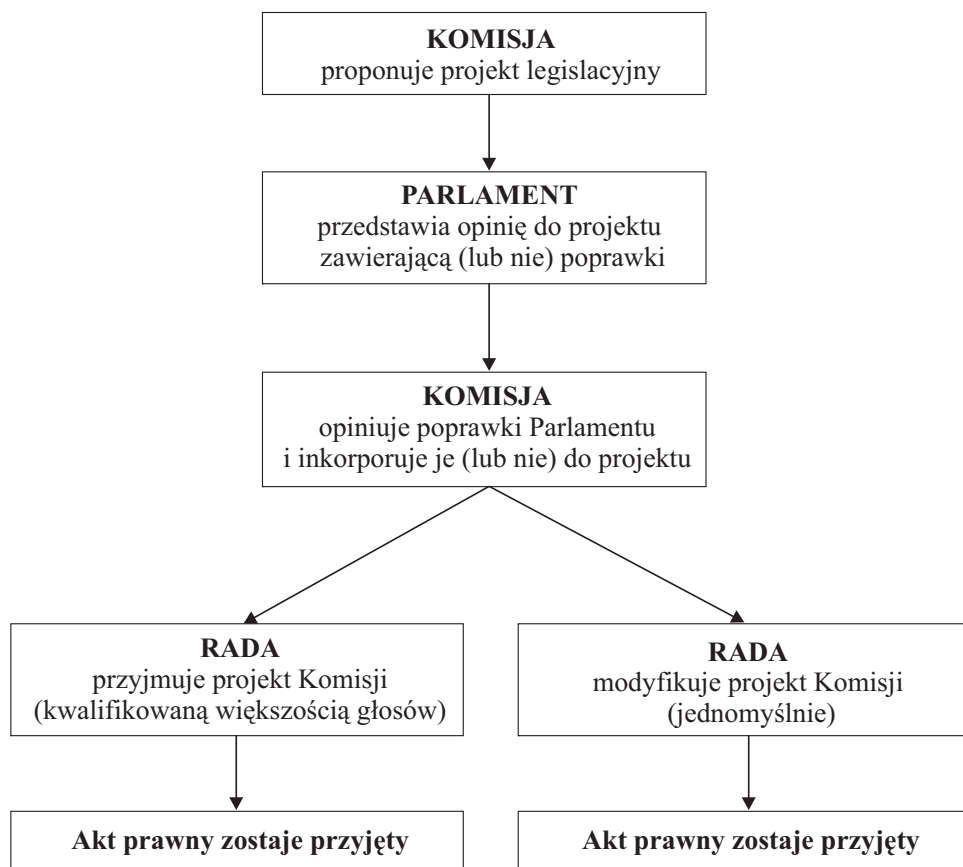 KOMISJA
proponuje projekt legislacyjny
PARLAMENT
przedstawia opinię do projektu
zawierającą (lub nie) poprawki
KOMISJA
opiniuje poprawki Parlamentu
i inkorporuje je (lub nie) do projektu
RADA
przyjmuje projekt Komisji
(kwalifikowaną większością głosów)
RADA
modyfikuje projekt Komisji
(jednomyślnie)
Akt prawny zostaje przyjęty
Akt prawny zostaje przyjęty